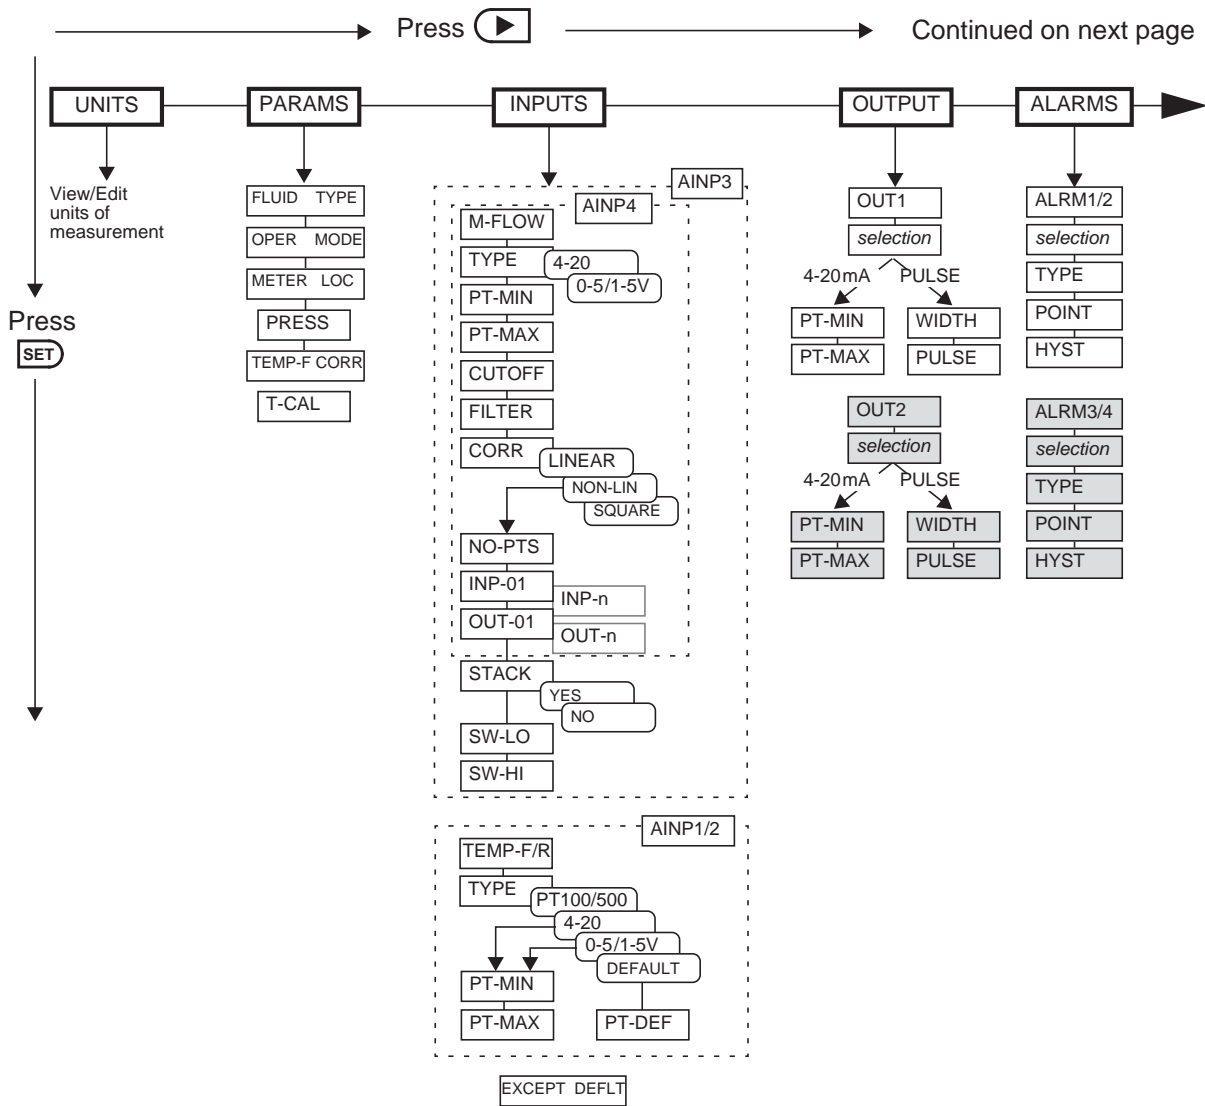 Press
Continued on next page
UNITS
PARAMS
INPUTS
OUTPUT
ALARMS
View/Edit
units of
measurement
Press
SET
FLUID TYPE
OPER MODE
METER LOC
PRESS
TEMP-F CORR
T-CAL
AINP3
AINP4
M-FLOW
TYPE
4-20
0-5/1-5V
PT-MIN
PT-MAX
CUTOFF
FILTER
CORR
LINEAR
NON-LIN
SQUARE
NO-PTS
INP-01
INP-n
OUT-01
OUT-n
STACK
YES
NO
SW-LO
SW-HI
AINP1/2
TEMP-F/R
TYPE
PT100/500
4-20
0-5/1-5V
DEFAULT
PT-MIN
PT-MAX
PT-DEF
EXCEPT DEFLT
OUT1
selection
4-20mA
PULSE
PT-MIN
WIDTH
PT-MAX
PULSE
OUT2
selection
4-20mA
PULSE
PT-MIN
WIDTH
PT-MAX
PULSE
ALRM1/2
selection
TYPE
POINT
HYST
ALRM3/4
selection
TYPE
POINT
HYST